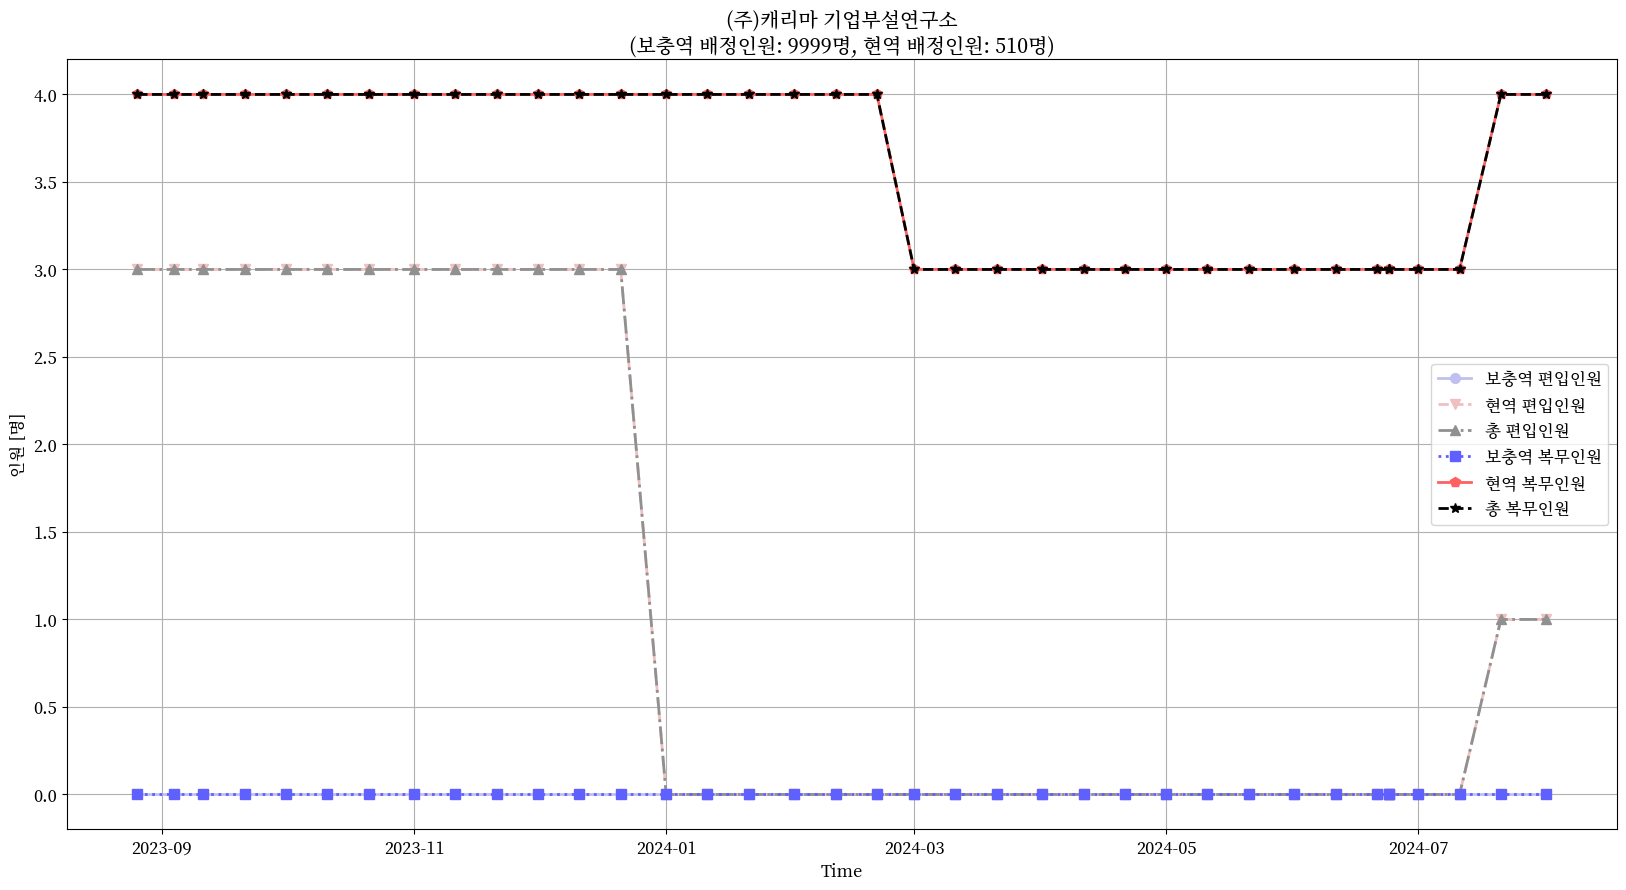 (주)캐리마 기업부설연구소
(보충역 배정인원: 9999명, 현역 배정인원: 510명)
인원 [명]
4.0
3.5
3.0
2.5
2.0
1.5
1.0
0.5
0.0
보충역 편입인원
현역 편입인원
총 편입인원
보충역 복무인원
현역 복무인원
총 복무인원
2023-09
2023-11
2024-01
2024-03
2024-05
2024-07
Time